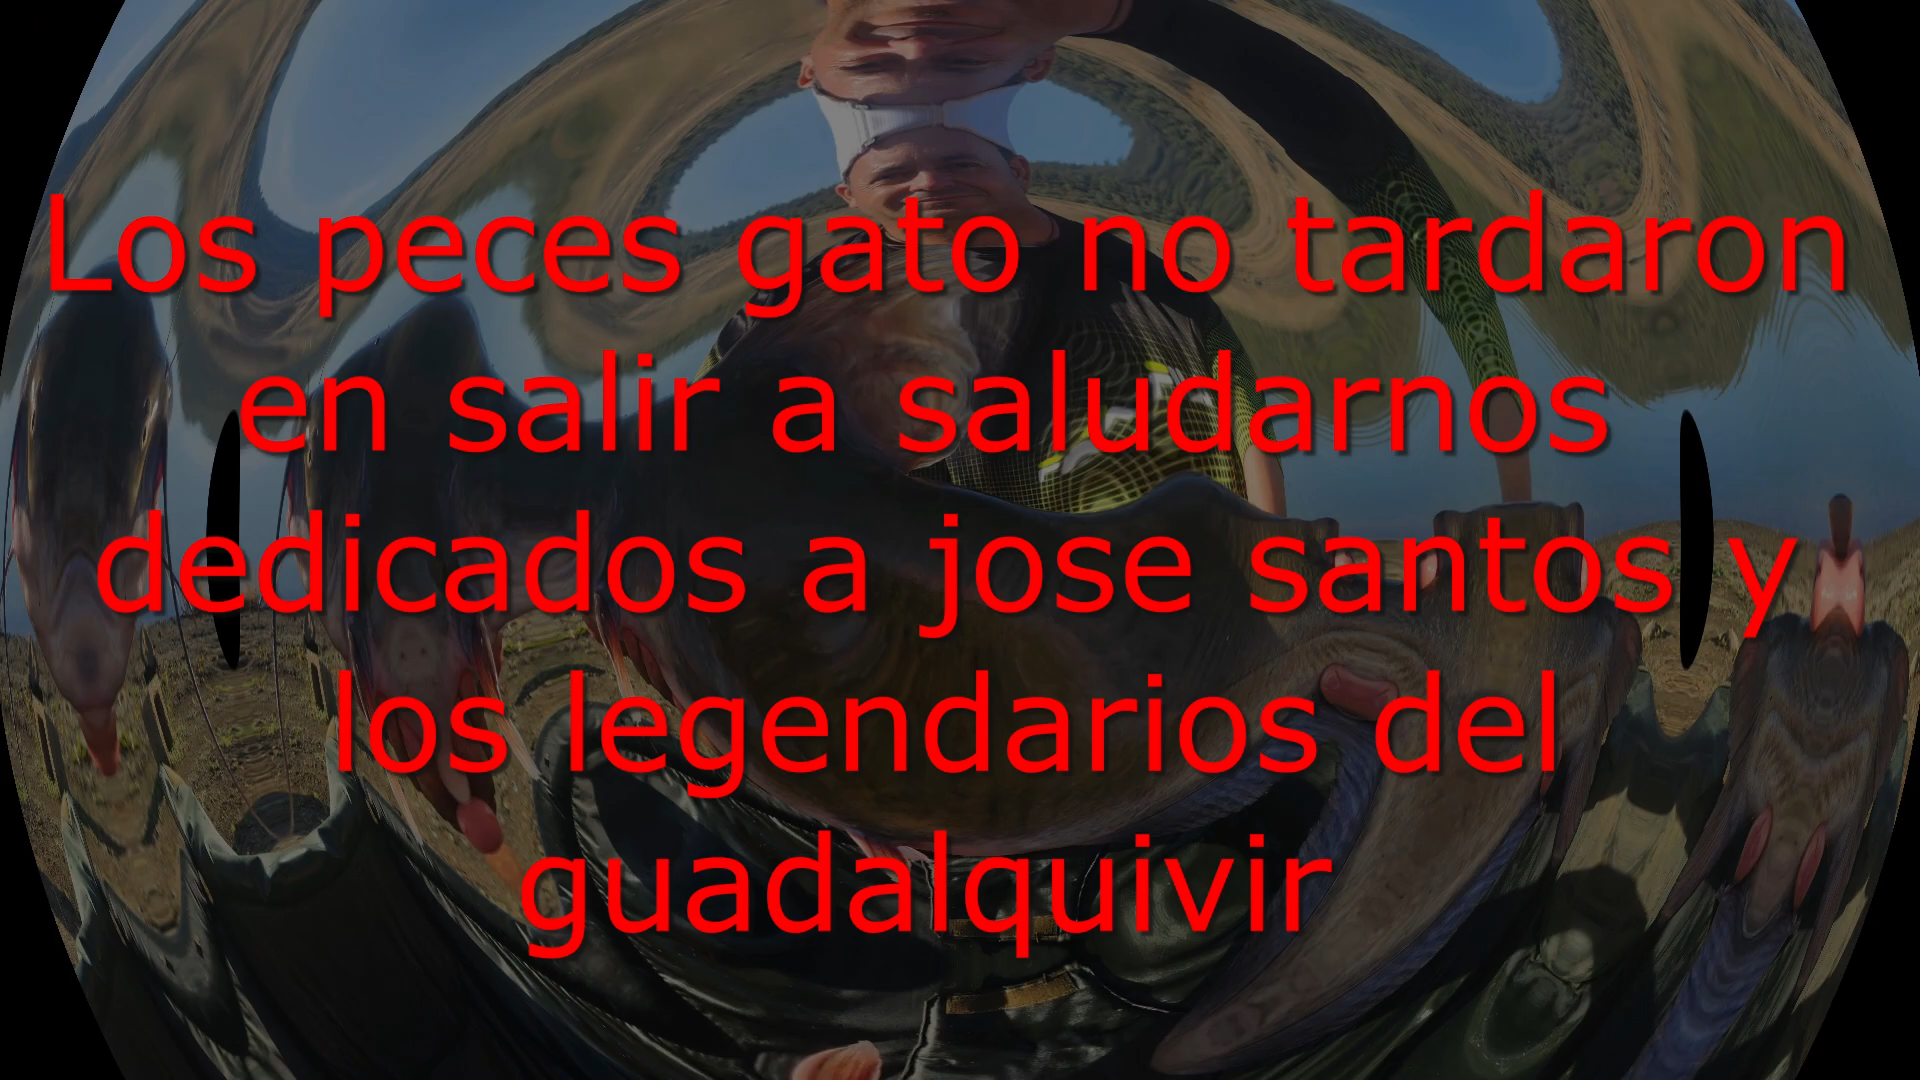 Los peces gato no tardaron
en salir a saludarnos
dedicados a jose santos y
los legendarios del
guadalquivir